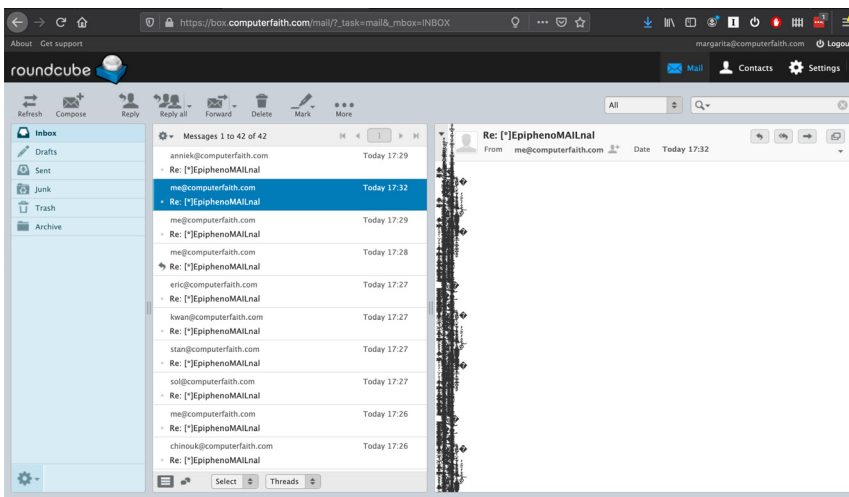 https://box.computerfaith.com/mail/?_task=mail&_mbox=INBOX
About Get support
margarita@computerfaith.com Logou
roundcube
Mail Contacts Settings
Refresh Compose Reply Reply all Forward Delete Mark More
All
Inbox
Drafts
Sent
Junk
Trash
Archive
Messages 1 to 42 of 42
1
anniek@computerfaith.com Today 17:29
Re: [*]EpiphenoMAILnal
me@computerfaith.com Today 17:32
Re: [*]EpiphenoMAILnal
me@computerfaith.com Today 17:29
Re: [*]EpiphenoMAILnal
me@computerfaith.com Today 17:28
Re: [*]EpiphenoMAILnal
eric@computerfaith.com Today 17:27
Re: [*]EpiphenoMAILnal
kwan@computerfaith.com Today 17:27
Re: [*]EpiphenoMAILnal
stan@computerfaith.com Today 17:27
Re: [*]EpiphenoMAILnal
sol@computerfaith.com Today 17:27
Re: [*]EpiphenoMAILnal
me@computerfaith.com Today 17:26
Re: [*]EpiphenoMAILnal
chinouk@computerfaith.com Today 17:26
Re: [*]EpiphenoMAILnal
Select Threads
Re: [*]EpiphenoMAILnal
From me@computerfaith.com Date Today 17:32